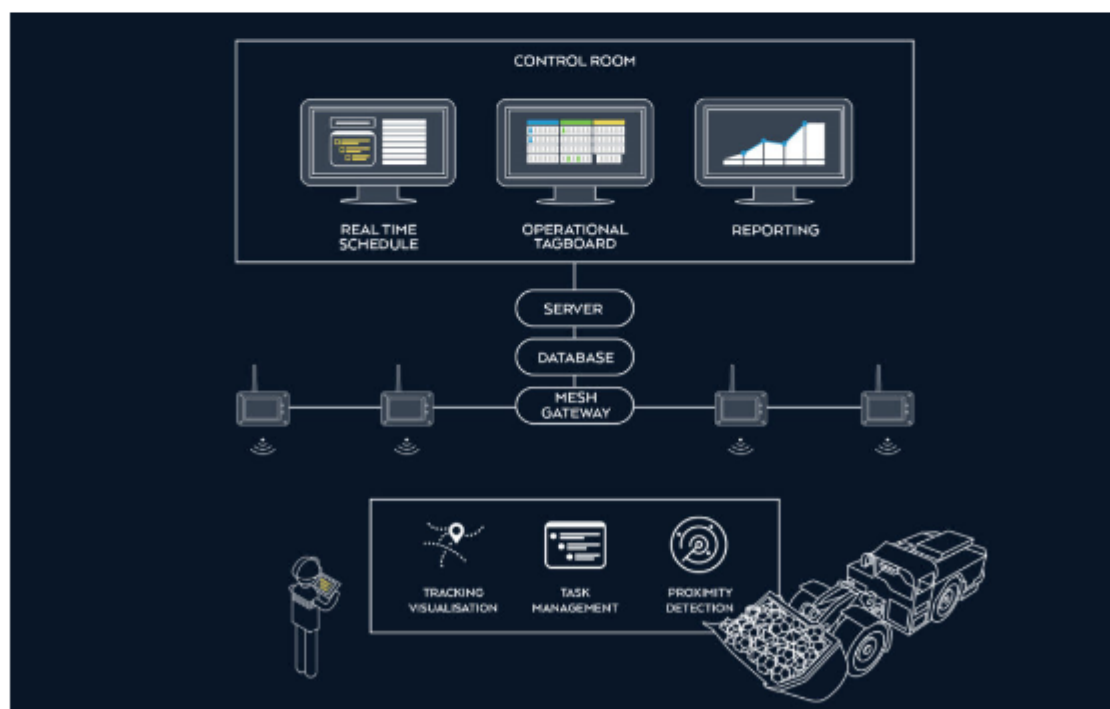 CONTROL ROOM
REAL TIME
SCHEDULE
OPERATIONAL
TAGBOARD
REPORTING
SERVER
DATABASE
MESH
GATEWAY
TRACKING
VISUALISATION
TASK
MANAGEMENT
PROXIMITY
DETECTION